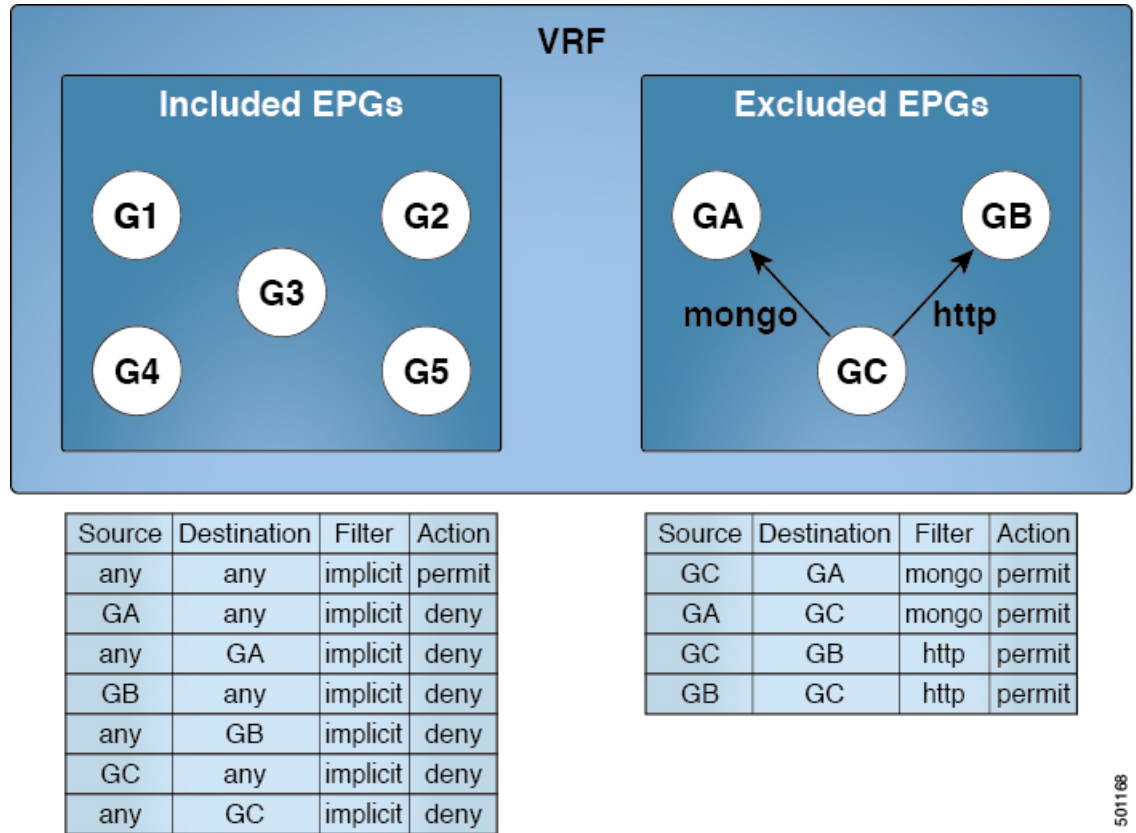 VRF
Included EPGs
G1
G2
G3
G4
G5
Excluded EPGs
GA
GB
mongo
http
GC
Source Destination Filter Action
any any implicit permit
GA any implicit deny
any GA implicit deny
GB any implicit deny
any GB implicit deny
GC any implicit deny
any GC implicit deny
Source Destination Filter Action
GC GA mongo permit
GA GC mongo permit
GC GB http permit
GB GC http permit
501168